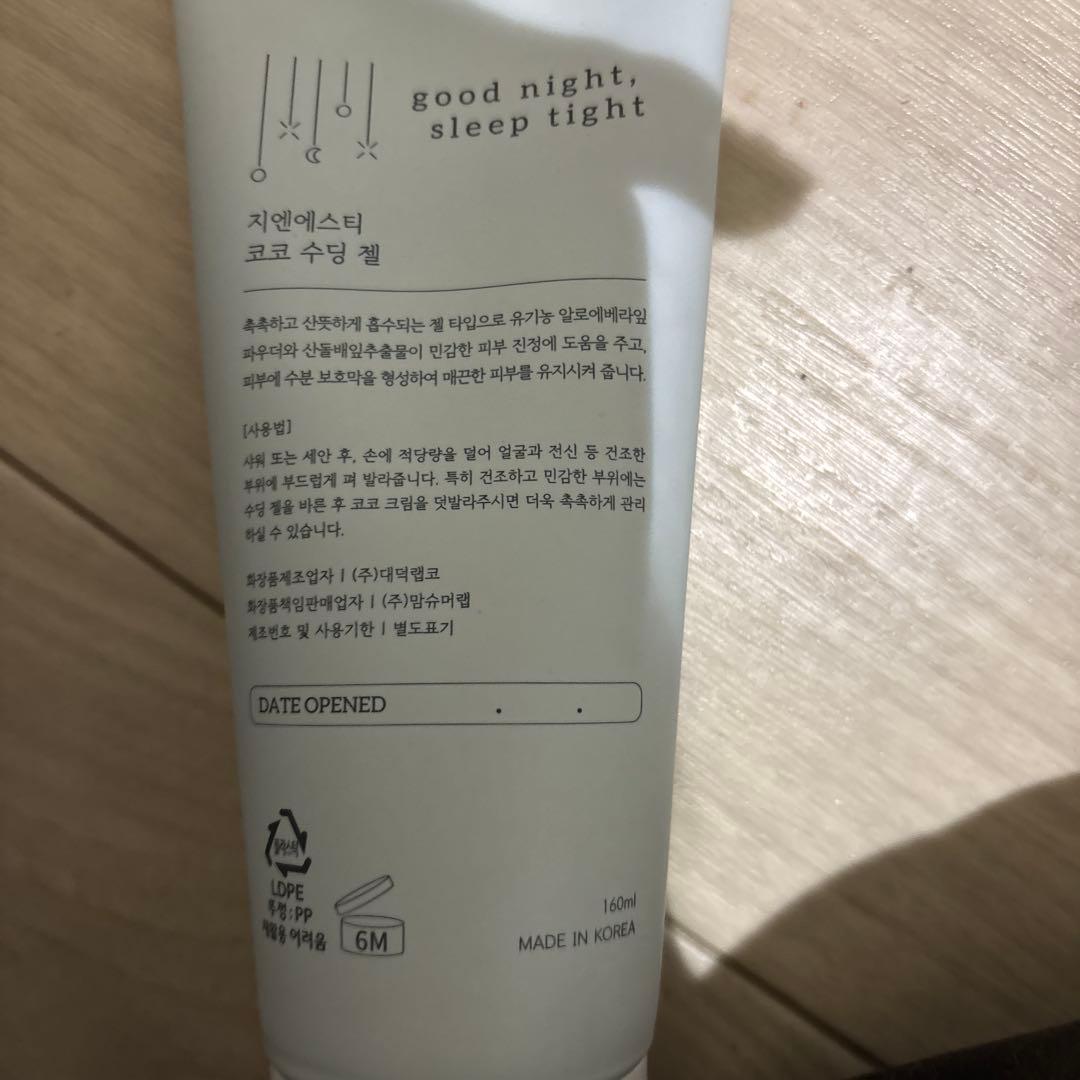 good night,
sleep tight
지엔에스티
코코 수딩 젤
촉촉하고 산뜻하게 흡수되는 젤 타입으로 유기농 알로에베라잎
파우더와 산돌배잎추출물이 민감한 피부 진정에 도움을 주고,
피부에 수분 보호막을 형성하여 매끈한 피부를 유지시켜 줍니다.
[사용법]
샤워 또는 세안 후, 손에 적당량을 덜어 얼굴과 전신 등 건조한
부위에 부드럽게 펴 발라줍니다. 특히 건조하고 민감한 부위에는
수딩 젤을 바른 후 코코 크림을 덧발라주시면 더욱 촉촉하게 관리
하실 수 있습니다.
화장품제조업자 | (주)대덕랩코
화장품책임판매업자 | (주)맘슈머랩
제조번호 및 사용기한 | 별도표기
DATE OPENED . .
플라스틱
LDPE
뚜껑:PP
재활용 어려움
6M
160ml
MADE IN KOREA